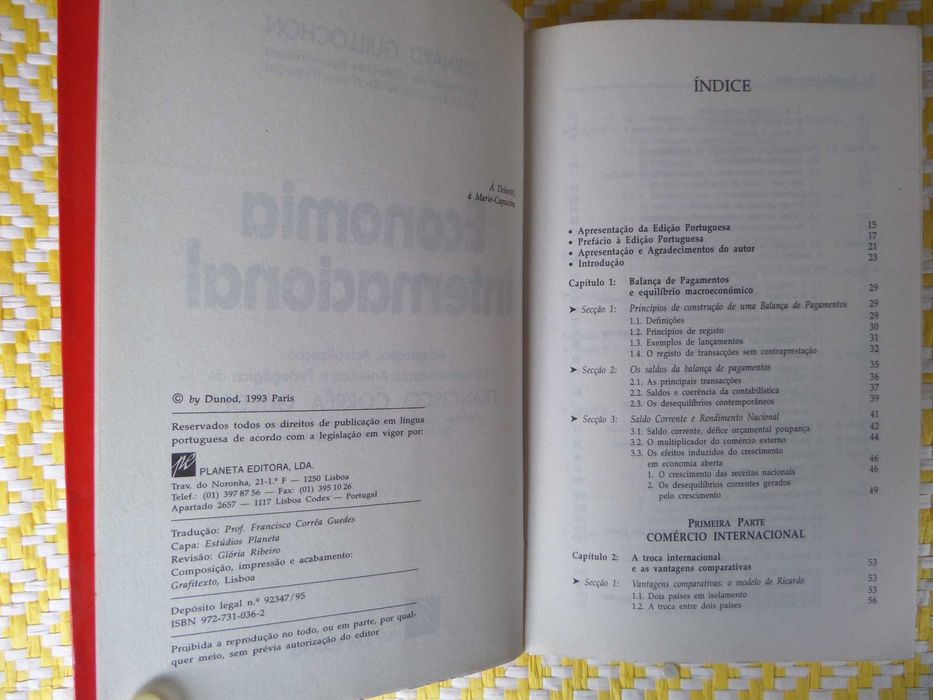 À Dolorès,
à Marie-Capucine
© by Dunod, 1993 Paris
Reservados todos os direitos de publicação em língua
portuguesa de acordo com a legislação em vigor por:
pe PLANETA EDITORA, LDA.
Trav. do Noronha, 21-1.º F — 1250 Lisboa
Telef.: (01) 397 87 56 — Fax: (01) 395 10 26
Apartado 2657 — 1117 Lisboa Codex — Portugal
Tradução: Prof. Francisco Corrêa Guedes
Capa: Estúdios Planeta
Revisão: Glória Ribeiro
Composição, impressão e acabamento:
Grafitexto, Lisboa
Depósito legal n.º 92347/95
ISBN 972-731-036-2
Proibida a reprodução no todo, ou em parte, por qual-
quer meio, sem prévia autorização do editor
ÍNDICE
• Apresentação da Edição Portuguesa 15
• Prefácio à Edição Portuguesa 17
• Apresentação e Agradecimentos do autor 21
• Introdução 23
Capítulo 1: Balança de Pagamentos
e equilíbrio macroeconómico 29
➤ Secção 1: Princípios de construção de uma Balança de Pagamentos 29
1.1. Definições 29
1.2. Princípios de registo 30
1.3. Exemplos de lançamentos 31
1.4. O registo de transacções sem contraprestação 32
➤ Secção 2: Os saldos da balança de pagamentos 35
2.1. As principais transacções 36
2.2. Saldos e coerência da contabilística 37
2.3. Os desequilíbrios contemporâneos 39
➤ Secção 3: Saldo Corrente e Rendimento Nacional 41
3.1. Saldo corrente, défice orçamental poupança 42
3.2. O multiplicador do comércio externo 44
3.3. Os efeitos induzidos do crescimento
em economia aberta 46
1. O crescimento das receitas nacionais 46
2. Os desequilíbrios correntes gerados
pelo crescimento 49
PRIMEIRA PARTE
COMÉRCIO INTERNACIONAL
Capítulo 2: A troca internacional
e as vantagens comparativas 53
➤ Secção 1: Vantagens comparativas: o modelo de Ricardo 53
1.1. Dois países em isolamento 53
1.2. A troca entre dois países 56